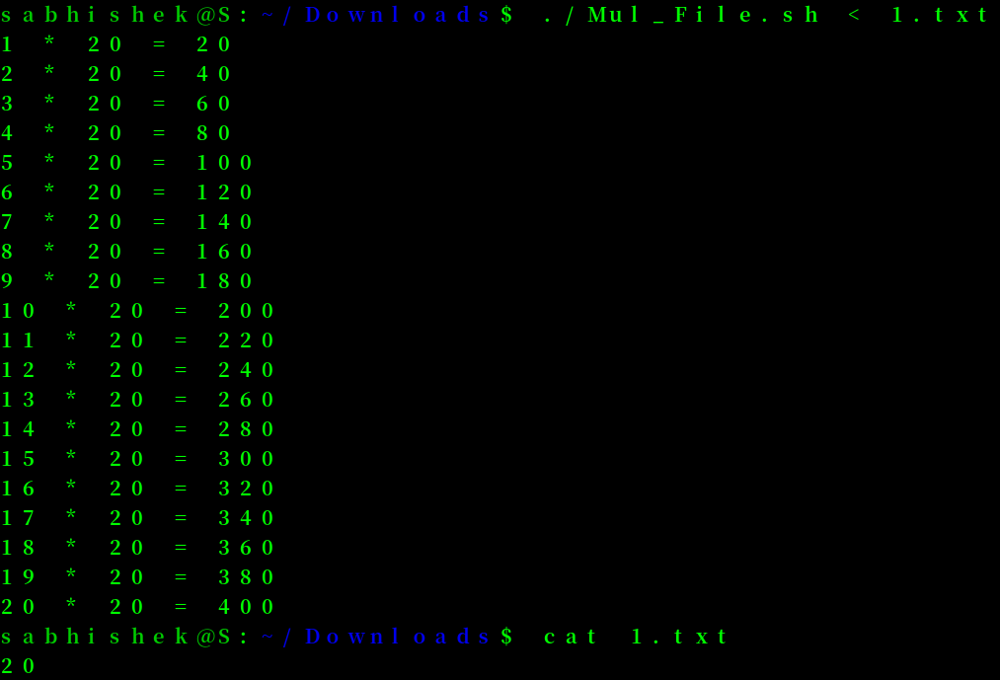 sabhishek@S:~/Downloads$ ./Mul_File.sh < 1.txt
1 * 20 = 20
2 * 20 = 40
3 * 20 = 60
4 * 20 = 80
5 * 20 = 100
6 * 20 = 120
7 * 20 = 140
8 * 20 = 160
9 * 20 = 180
10 * 20 = 200
11 * 20 = 220
12 * 20 = 240
13 * 20 = 260
14 * 20 = 280
15 * 20 = 300
16 * 20 = 320
17 * 20 = 340
18 * 20 = 360
19 * 20 = 380
20 * 20 = 400
sabhishek@S:~/Downloads$ cat 1.txt
20